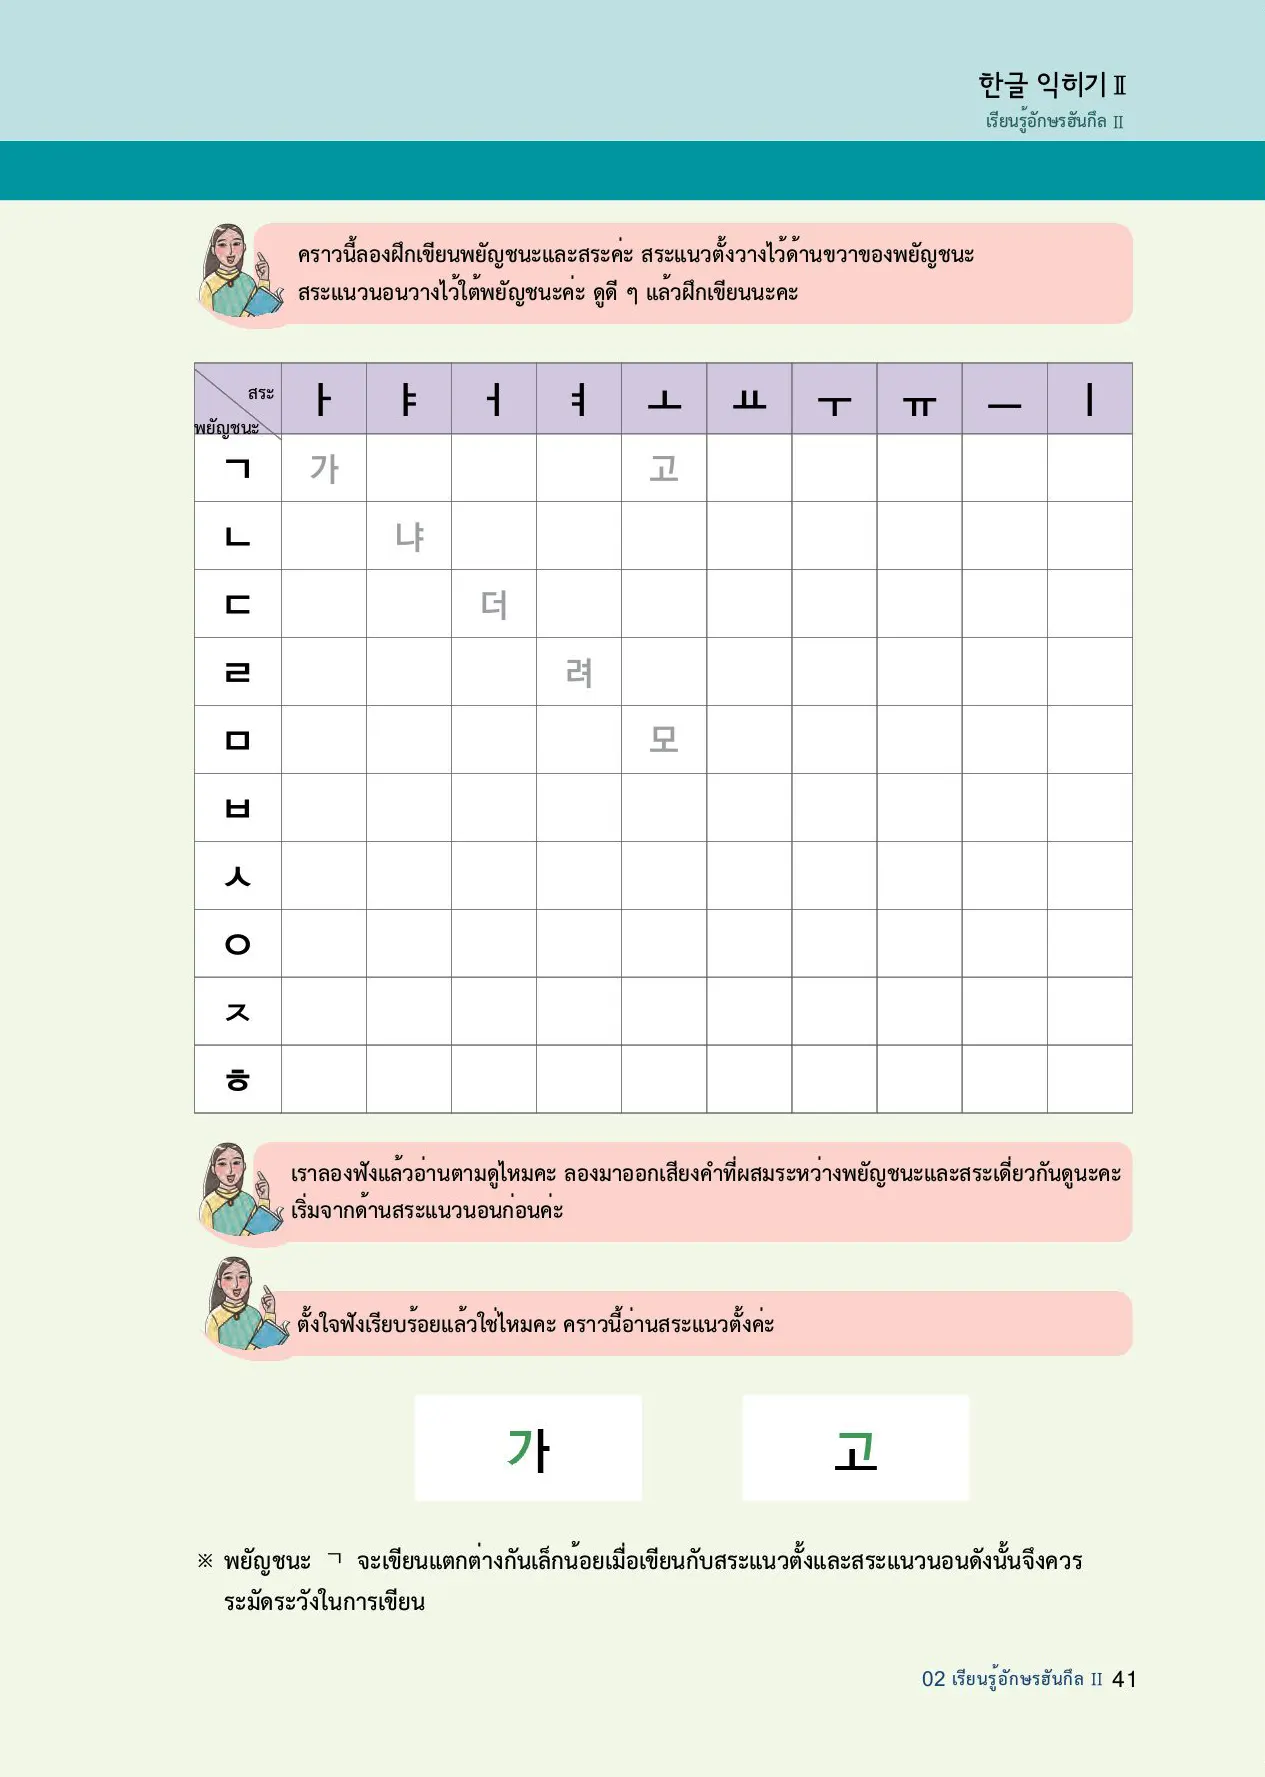 한글 익히기 Ⅱ
เรียนรู้อักษรฮันกึล Ⅱ
คราวนี้ลองฝึกเขียนพยัญชนะและสระค่ะ สระแนวตั้งวางไว้ด้านขวาของพยัญชนะ
สระแนวนอนวางไว้ใต้พยัญชนะค่ะ ดูดี ๆ แล้วฝึกเขียนนะคะ
สระ
พยัญชนะ
ㅏ ㅑ ㅓ ㅕ ㅗ ㅛ ㅜ ㅠ ㅡ ㅣ
ㄱ 가 고
ㄴ 냐
ㄷ 더
ㄹ 려
ㅁ 모
ㅂ
ㅅ
ㅇ
ㅈ
ㅎ
เราลองฟังแล้วอ่านตามดูไหมคะ ลองมาออกเสียงคำที่ผสมระหว่างพยัญชนะและสระเดี่ยวกันดูนะคะ
เริ่มจากด้านสระแนวนอนก่อนค่ะ
ตั้งใจฟังเรียบร้อยแล้วใช่ไหมคะ คราวนี้อ่านสระแนวตั้งค่ะ
가 고
※ พยัญชนะ ㄱ จะเขียนแตกต่างกันเล็กน้อยเมื่อเขียนกับสระแนวตั้งและสระแนวนอนดังนั้นจึงควร
ระมัดระวังในการเขียน
02 เรียนรู้อักษรฮันกึล Ⅱ 41